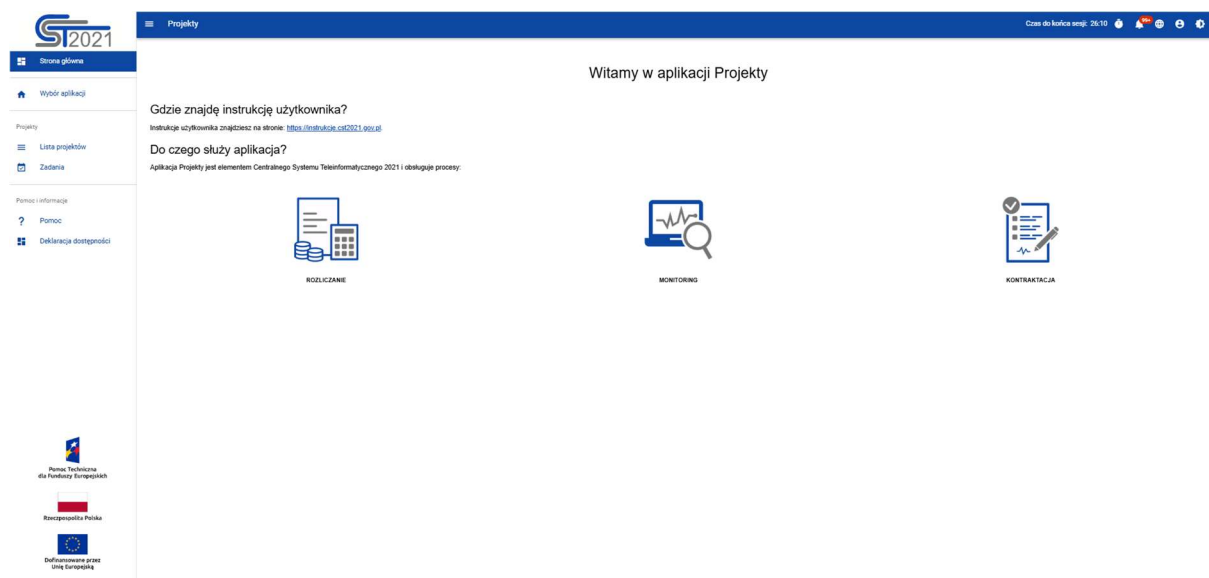 ST2021
Projekty
Czas do końca sesji: 26:10
99+
Strona główna
Wybór aplikacji
Projekty
Lista projektów
Zadania
Pomoc i informacje
Pomoc
Deklaracja dostępności
Witamy w aplikacji Projekty
Gdzie znajdę instrukcję użytkownika?
Instrukcje użytkownika znajdziesz na stronie: https://instrukcje.cst2021.gov.pl.
Do czego służy aplikacja?
Aplikacja Projekty jest elementem Centralnego Systemu Teleinformatycznego 2021 i obsługuje procesy:
ROZLICZANIE
MONITORING
KONTRAKTACJA
Pomoc Techniczna
dla Funduszy Europejskich
Rzeczpospolita Polska
Dofinansowane przez
Unię Europejską